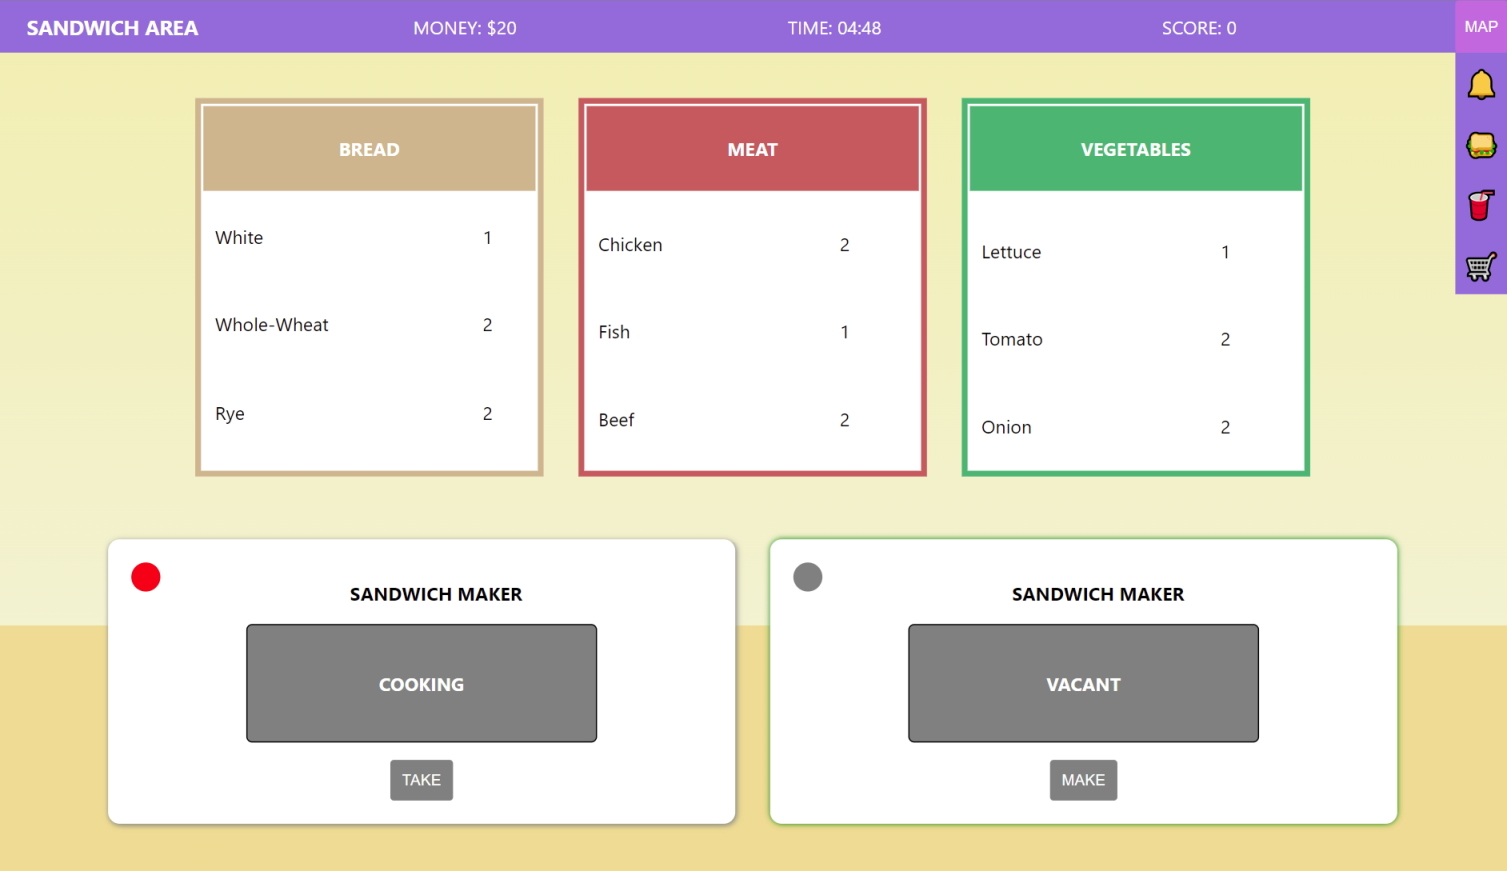 SANDWICH AREA
MONEY: $20
TIME: 04:48
SCORE: 0
MAP
BREAD
White 1
Whole-Wheat 2
Rye 2
MEAT
Chicken 2
Fish 1
Beef 2
VEGETABLES
Lettuce 1
Tomato 2
Onion 2
SANDWICH MAKER
COOKING
TAKE
SANDWICH MAKER
VACANT
MAKE